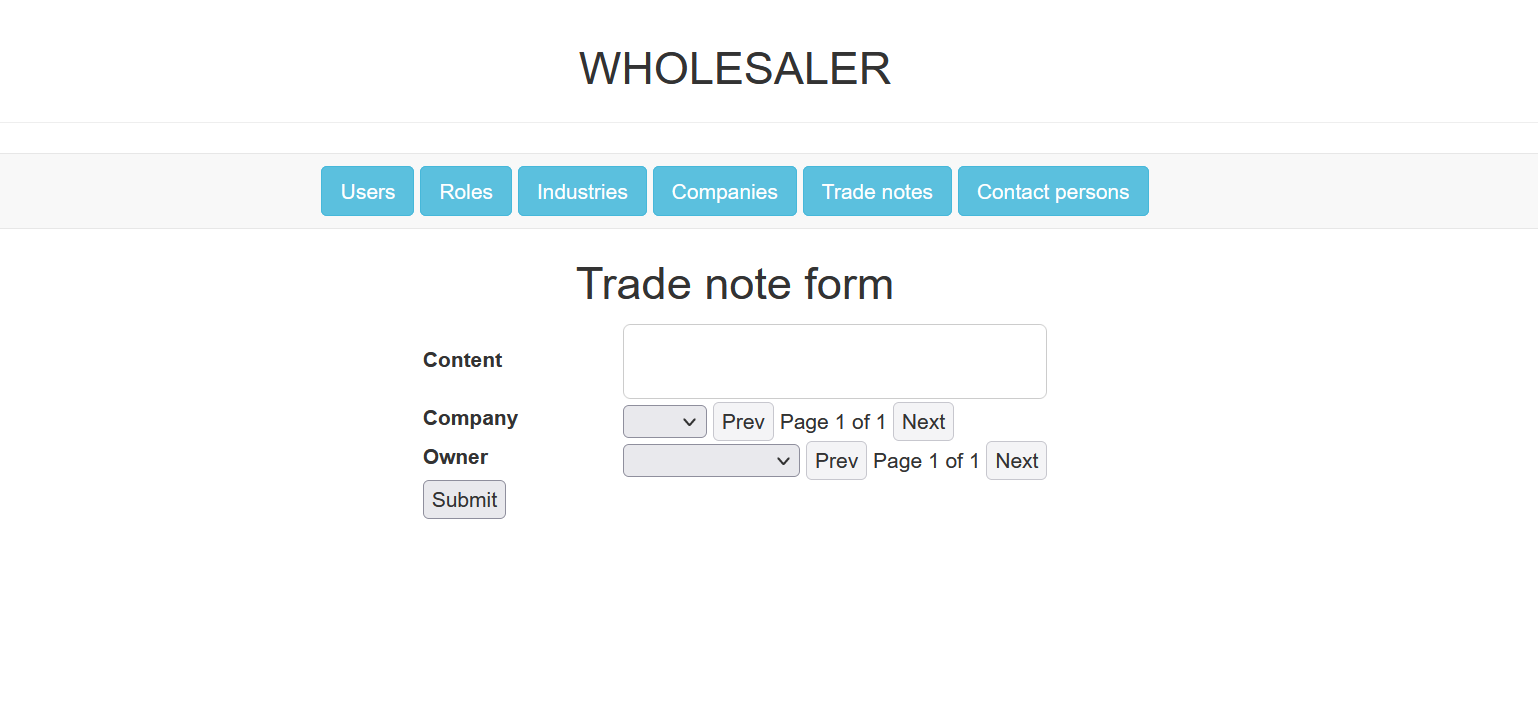 WHOLESALER
Users Roles Industries Companies Trade notes Contact persons
Trade note form
Content
Company Prev Page 1 of 1 Next
Owner Prev Page 1 of 1 Next
Submit